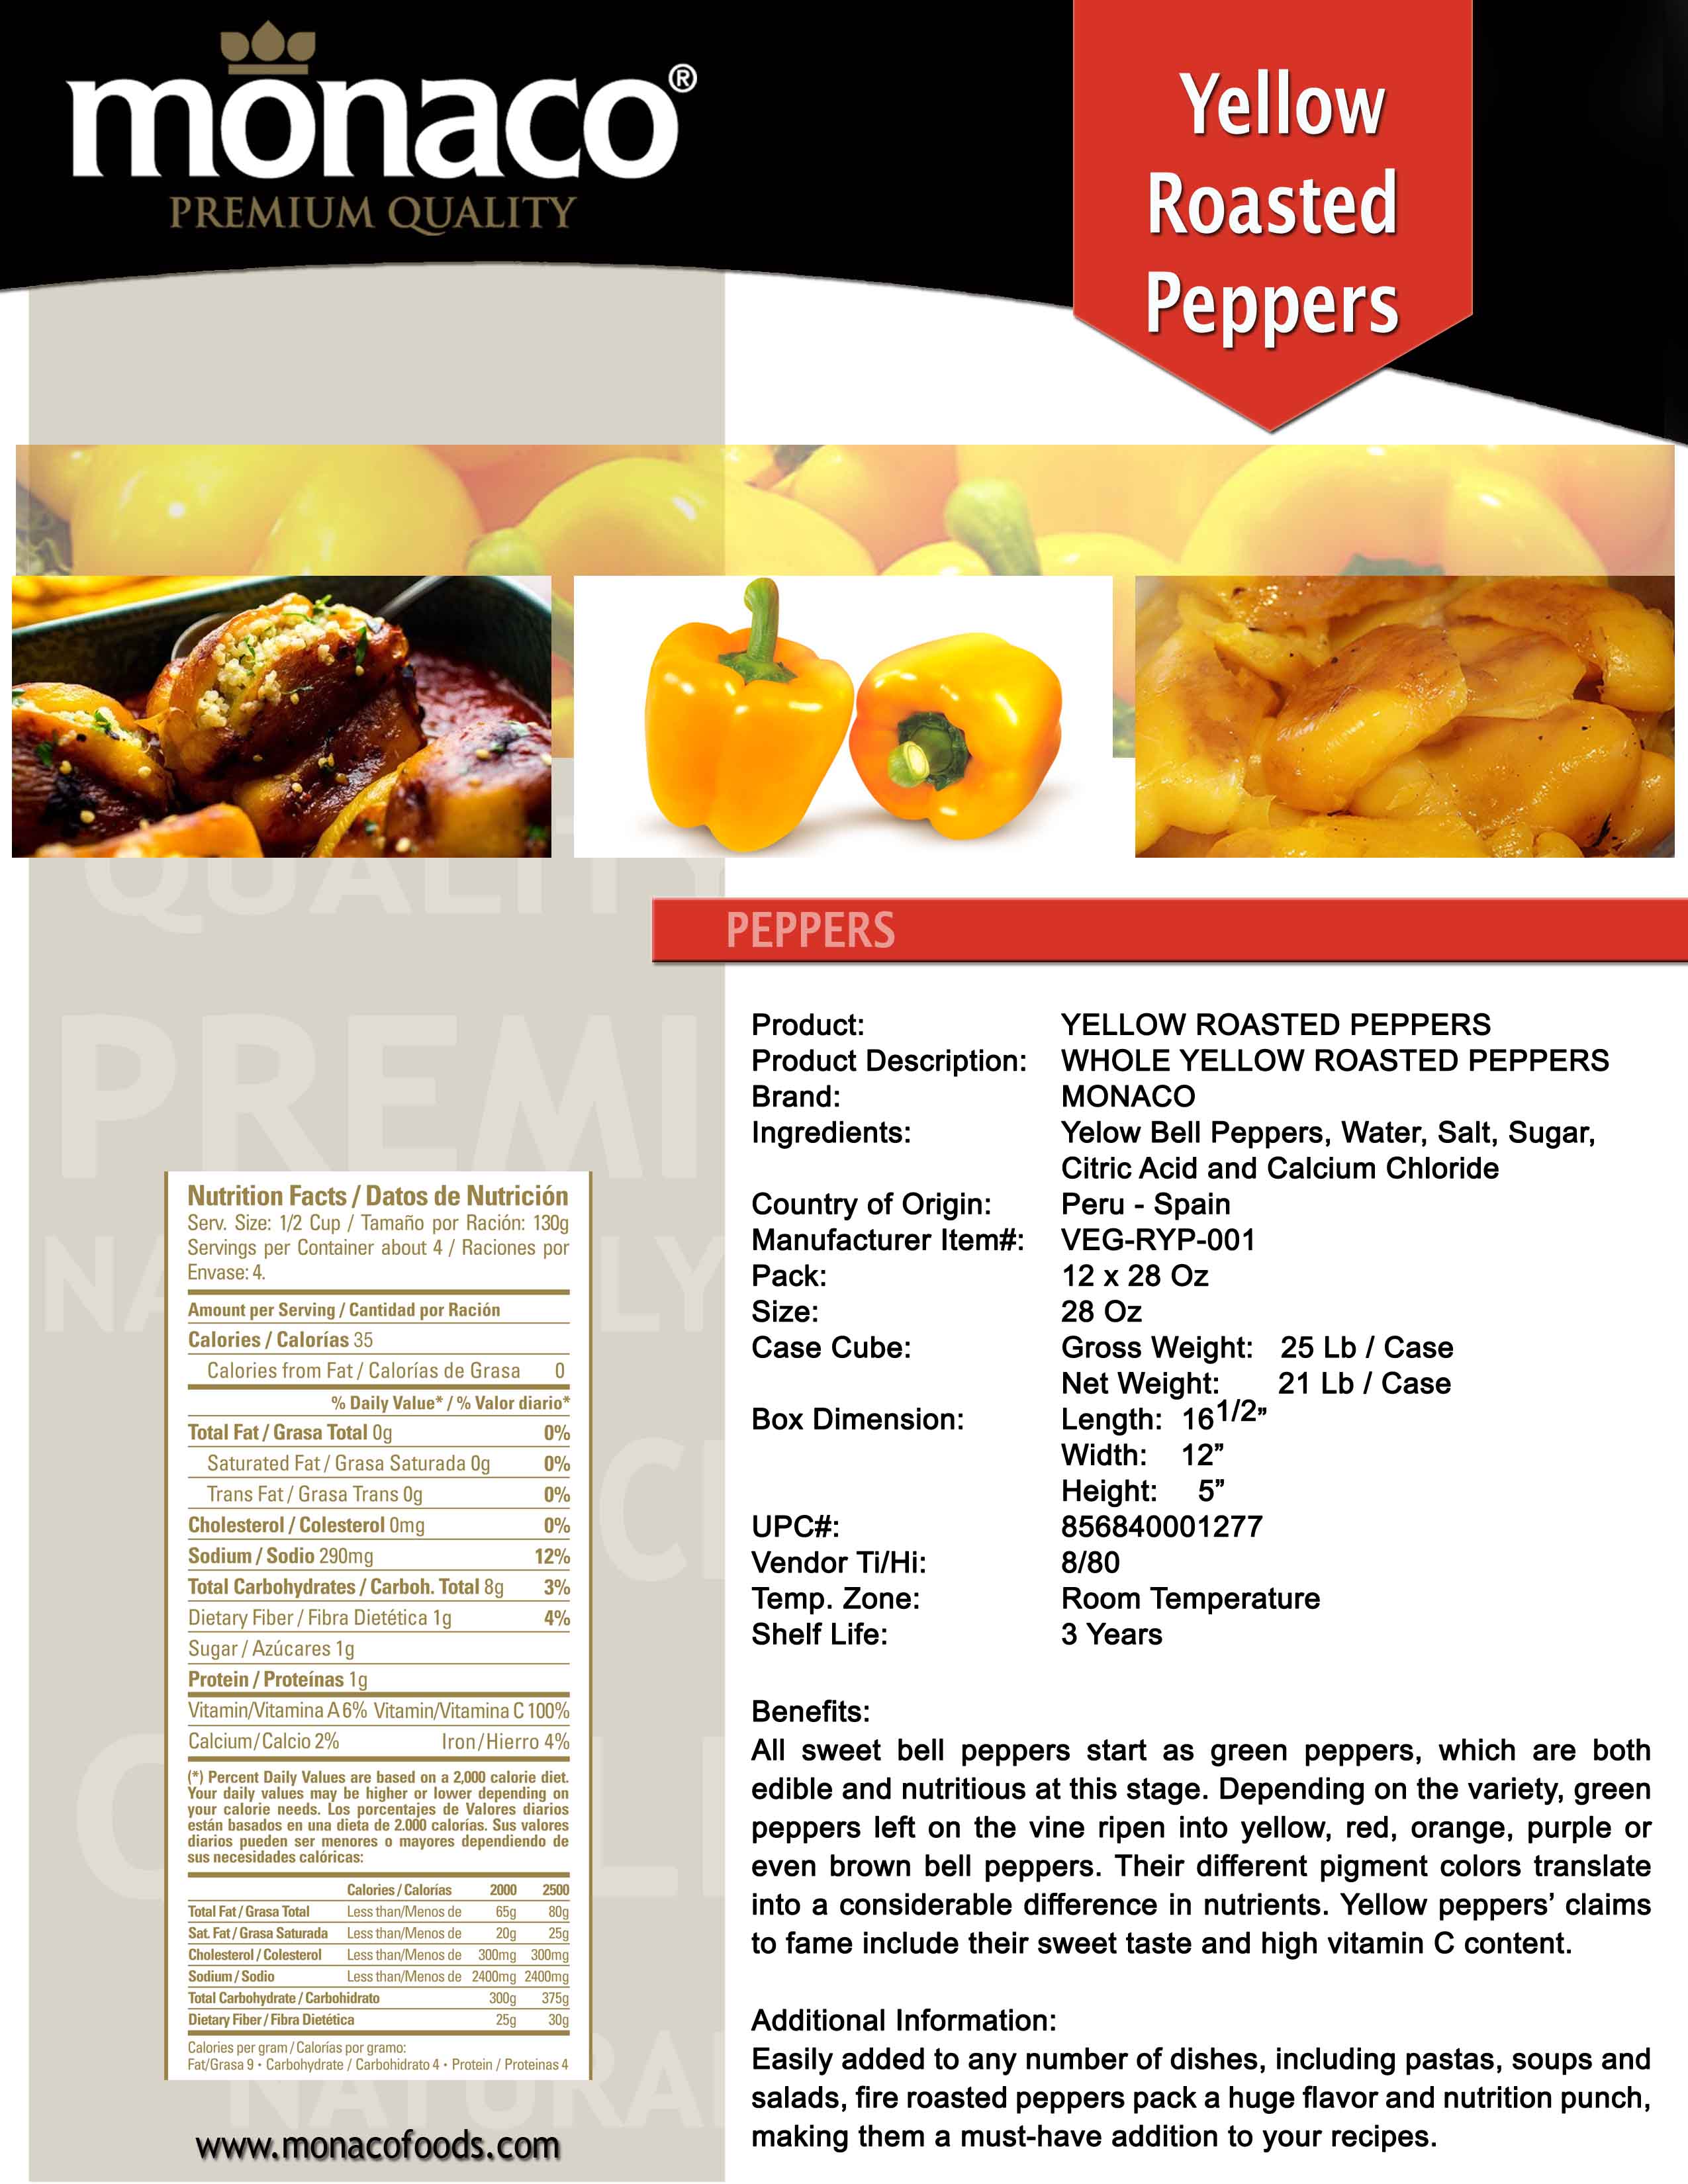 monaco®
PREMIUM QUALITY
Yellow
Roasted
Peppers
QUALITY
PEPPERS
PREMI
Nutrition Facts / Datos de Nutrición
Serv. Size: 1/2 Cup / Tamaño por Ración: 130g
Servings per Container about 4 / Raciones por
Envase: 4.
Amount per Serving / Cantidad por Ración
Calories / Calorías 35
Calories from Fat / Calorías de Grasa 0
% Daily Value* / % Valor diario*
Total Fat / Grasa Total 0g 0%
Saturated Fat / Grasa Saturada 0g 0%
Trans Fat / Grasa Trans 0g 0%
Cholesterol / Colesterol 0mg 0%
Sodium / Sodio 290mg 12%
Total Carbohydrates / Carboh. Total 8g 3%
Dietary Fiber / Fibra Dietética 1g 4%
Sugar / Azúcares 1g
Protein / Proteínas 1g
Vitamin/Vitamina A 6% Vitamin/Vitamina C 100%
Calcium/Calcio 2% Iron/Hierro 4%
(*) Percent Daily Values are based on a 2,000 calorie diet.
Your daily values may be higher or lower depending on
your calorie needs. Los porcentajes de Valores diarios
están basados en una dieta de 2.000 calorías. Sus valores
diarios pueden ser menores o mayores dependiendo de
sus necesidades calóricas:
Calories / Calorías 2000 2500
Total Fat / Grasa Total Less than/Menos de 65g 80g
Sat. Fat / Grasa Saturada Less than/Menos de 20g 25g
Cholesterol / Colesterol Less than/Menos de 300mg 300mg
Sodium / Sodio Less than/Menos de 2400mg 2400mg
Total Carbohydrate / Carbohidrato 300g 375g
Dietary Fiber / Fibra Dietética 25g 30g
Calories per gram / Calorías por gramo:
Fat/Grasa 9 • Carbohydrate / Carbohidrato 4 • Protein / Proteinas 4
www.monacofoods.com
Product: YELLOW ROASTED PEPPERS
Product Description: WHOLE YELLOW ROASTED PEPPERS
Brand: MONACO
Ingredients: Yelow Bell Peppers, Water, Salt, Sugar,
Citric Acid and Calcium Chloride
Country of Origin: Peru - Spain
Manufacturer Item#: VEG-RYP-001
Pack: 12 x 28 Oz
Size: 28 Oz
Case Cube: Gross Weight: 25 Lb / Case
Net Weight: 21 Lb / Case
Box Dimension: Length: 16 1/2”
Width: 12”
Height: 5”
UPC#: 856840001277
Vendor Ti/Hi: 8/80
Temp. Zone: Room Temperature
Shelf Life: 3 Years
Benefits:
All sweet bell peppers start as green peppers, which are both
edible and nutritious at this stage. Depending on the variety, green
peppers left on the vine ripen into yellow, red, orange, purple or
even brown bell peppers. Their different pigment colors translate
into a considerable difference in nutrients. Yellow peppers’ claims
to fame include their sweet taste and high vitamin C content.
Additional Information:
Easily added to any number of dishes, including pastas, soups and
salads, fire roasted peppers pack a huge flavor and nutrition punch,
making them a must-have addition to your recipes.